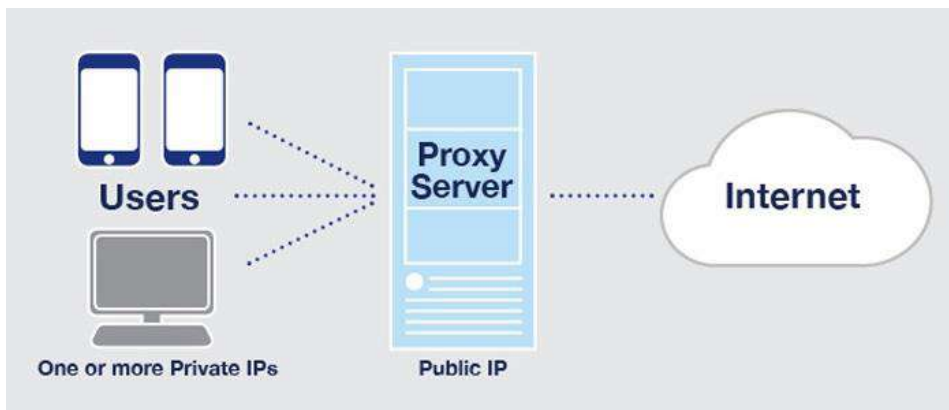 Users
One or more Private IPs
Proxy
Server
Public IP
Internet